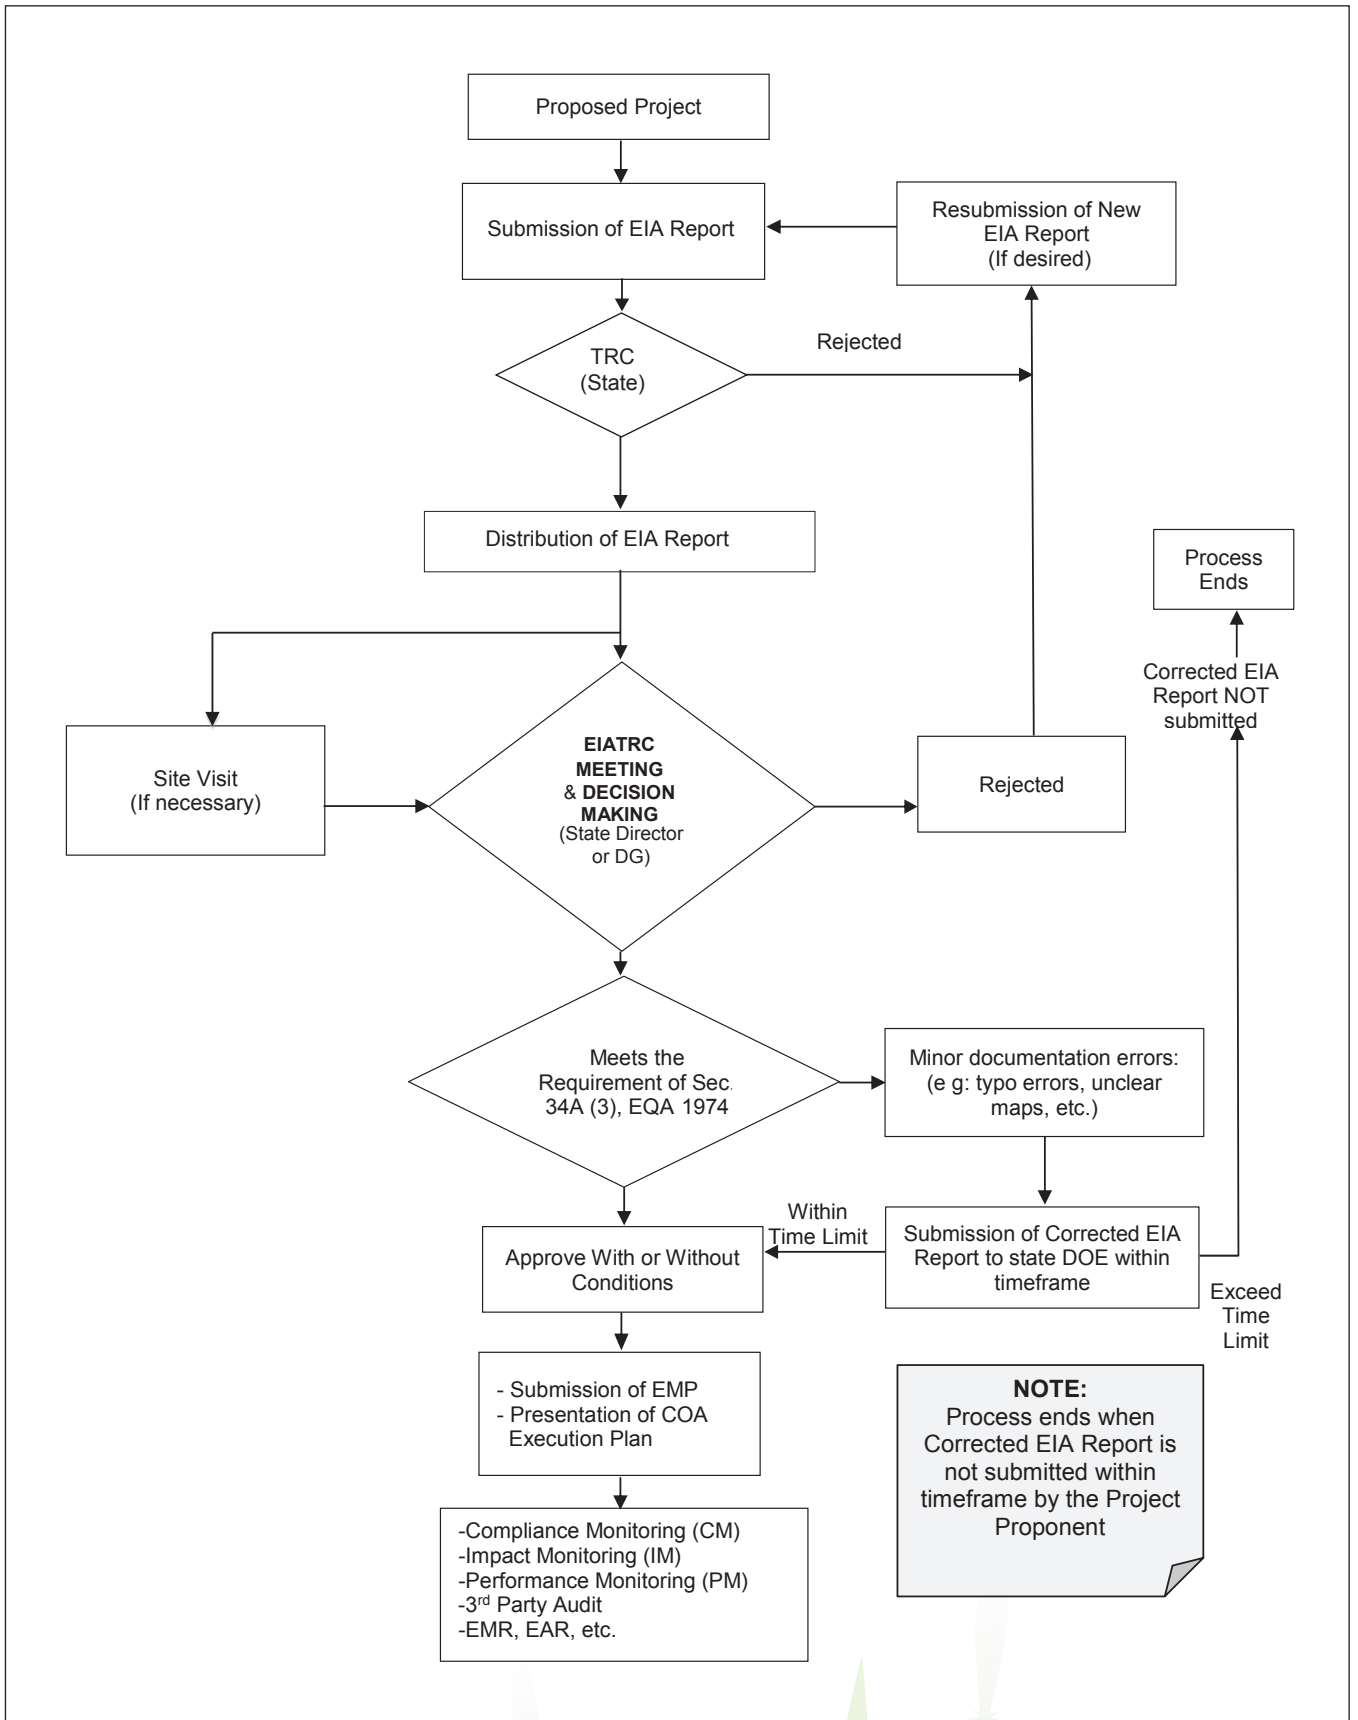 Proposed Project
Submission of EIA Report
Resubmission of New
EIA Report
(If desired)
TRC
(State)
Rejected
Distribution of EIA Report
Process
Ends
Corrected EIA
Report NOT
submitted
Site Visit
(If necessary)
EIATRC
MEETING
& DECISION
MAKING
(State Director
or DG)
Rejected
Meets the
Requirement of Sec.
34A (3), EQA 1974
Minor documentation errors:
(e g: typo errors, unclear
maps, etc.)
Within
Time Limit
Submission of Corrected EIA
Report to state DOE within
timeframe
Approve With or Without
Conditions
Exceed
Time
Limit
- Submission of EMP
- Presentation of COA
Execution Plan
NOTE:
Process ends when
Corrected EIA Report is
not submitted within
timeframe by the Project
Proponent
-Compliance Monitoring (CM)
-Impact Monitoring (IM)
-Performance Monitoring (PM)
-3rd Party Audit
-EMR, EAR, etc.